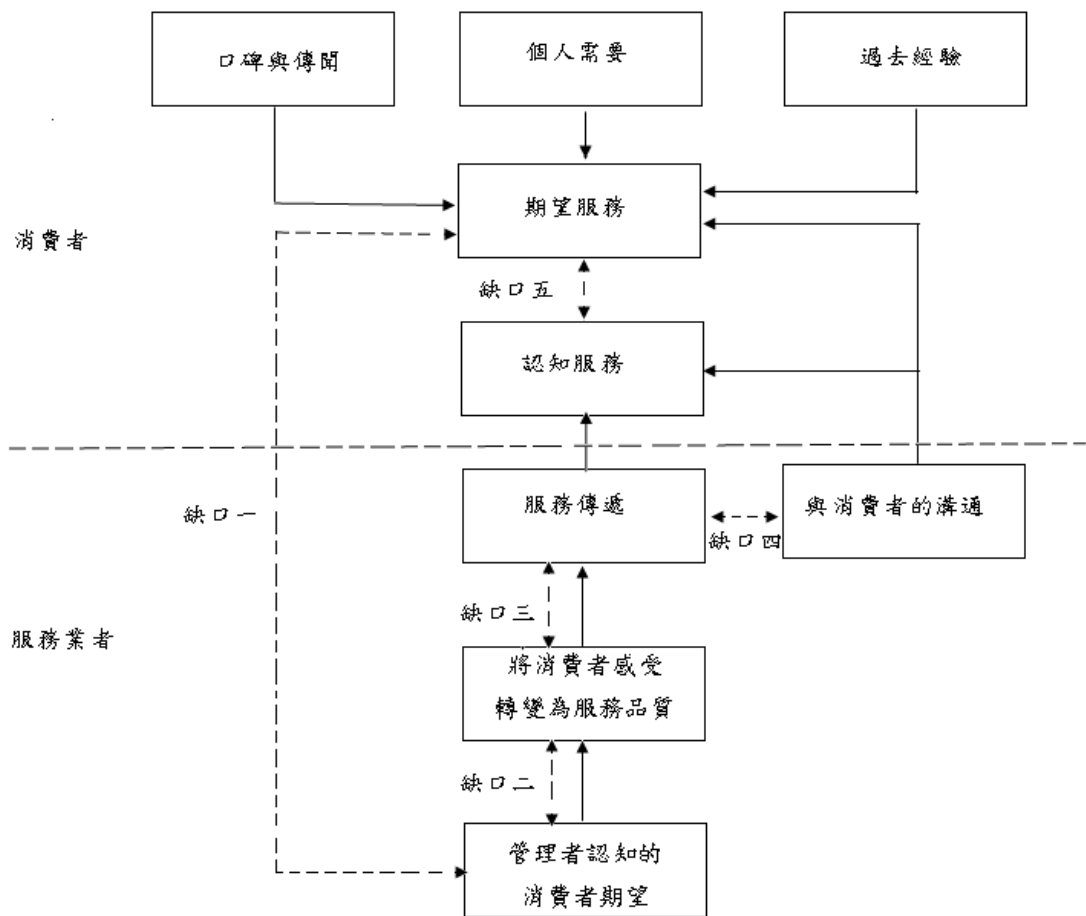 口碑與傳聞
個人需要
過去經驗
期望服務
消費者
缺口五
認知服務
服務傳遞
與消費者的溝通
缺口一
缺口四
缺口三
服務業者
將消費者感受
轉變為服務品質
缺口二
管理者認知的
消費者期望